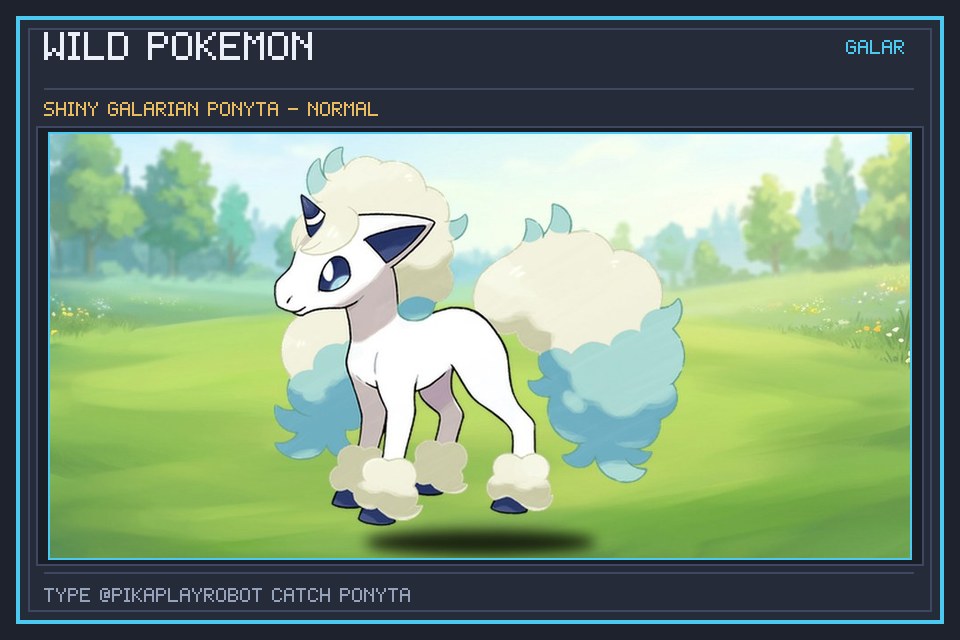 WILD POKEMON
GALAR
SHINY GALARIAN PONYTA - NORMAL
TYPE @PIKAPLAYROBOT CATCH PONYTA